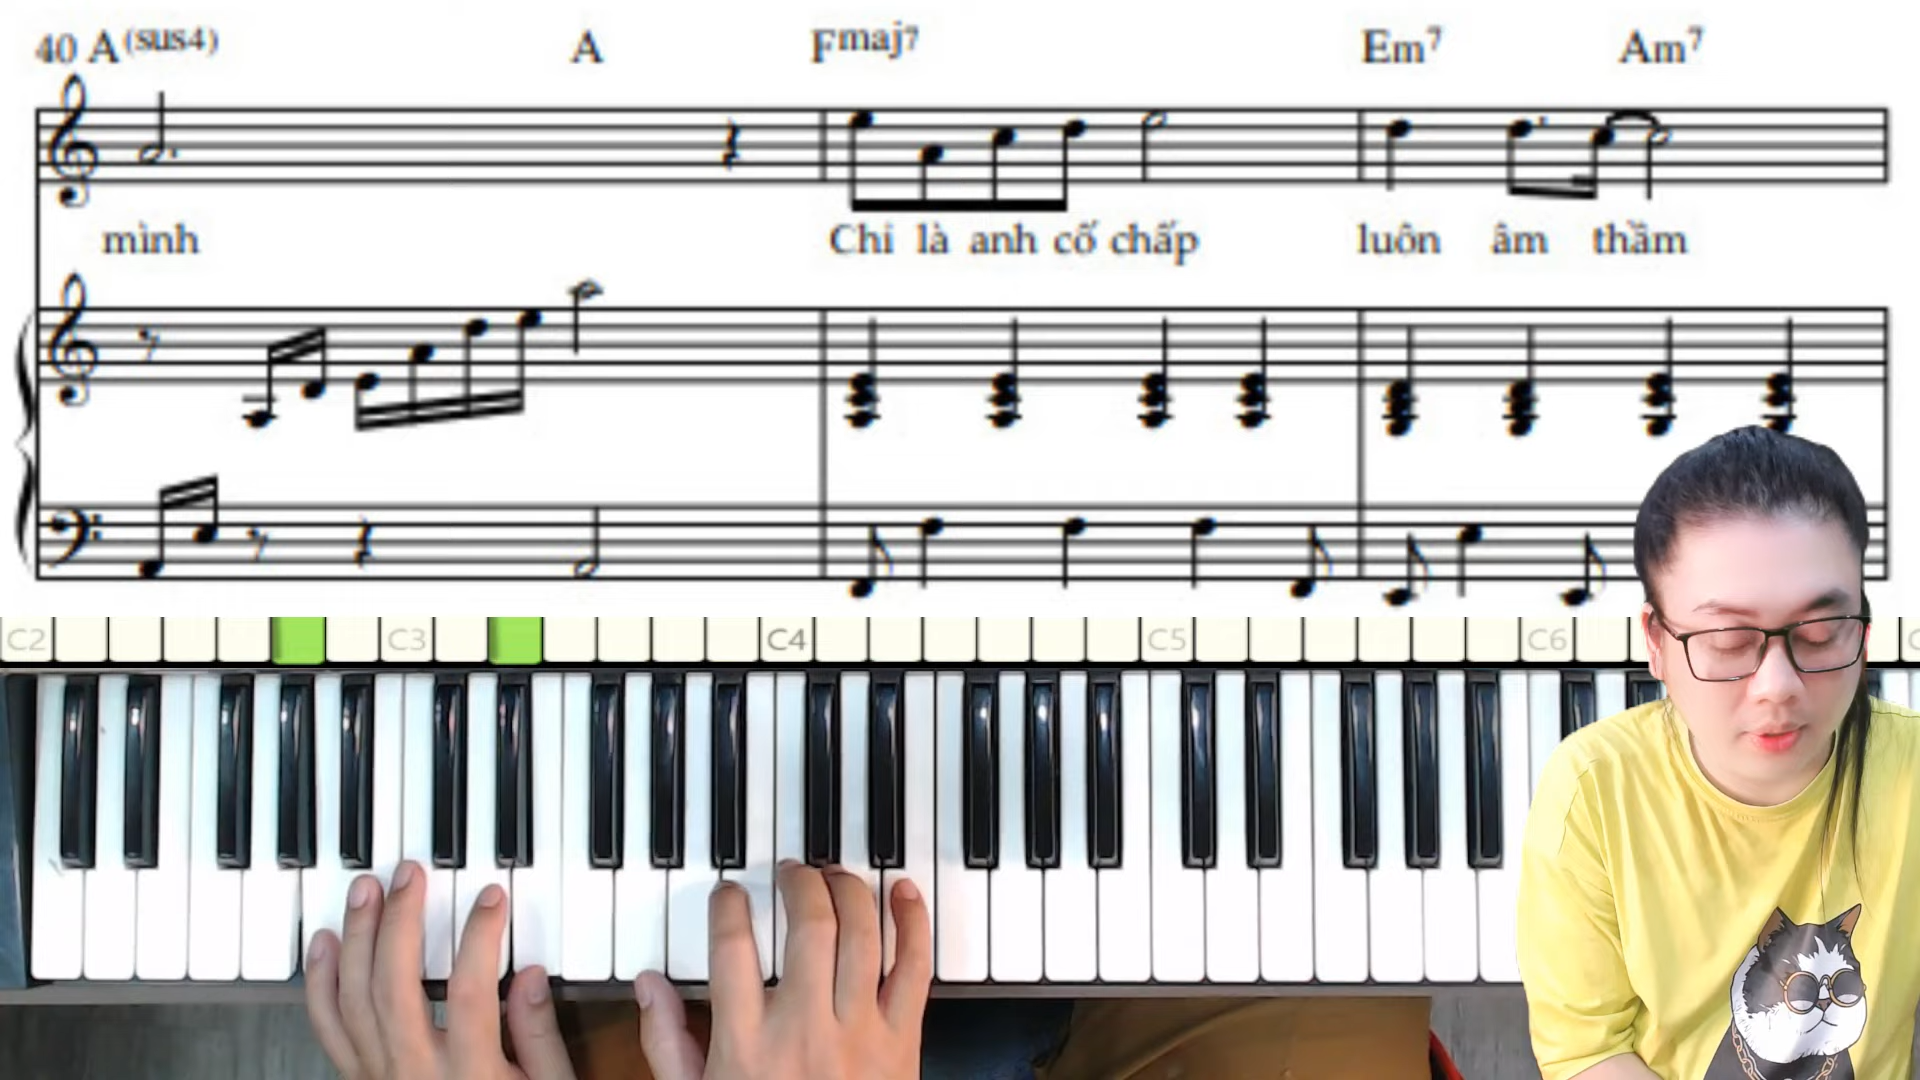 40 A(sus4) A Fmaj7 Em7 Am7
mình Chỉ là anh cố chấp luôn âm thầm
C2 C3 C4 C5 C6